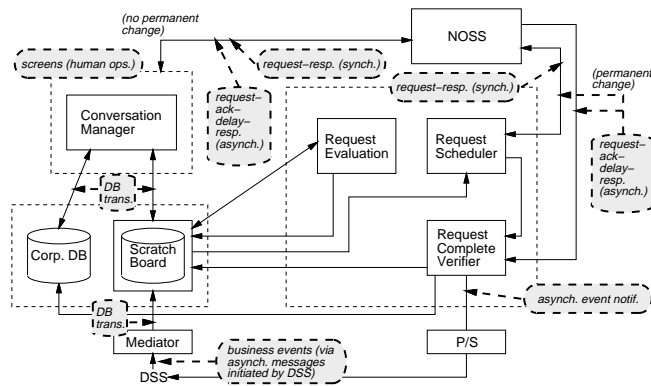 (no permanent
change)
NOSS
screens (human ops.)
request–resp. (synch.)
request–resp. (synch.)
(permanent
change)
request–
ack–
delay–
resp.
(asynch.)
Conversation
Manager
Request
Evaluation
Request
Scheduler
request–
ack–
delay–
resp.
(asynch.)
DB
trans.
Corp. DB
Scratch
Board
Request
Complete
Verifier
DB
trans.
asynch. event notif.
Mediator
business events (via
asynch. messages
initiated by DSS)
P/S
DSS